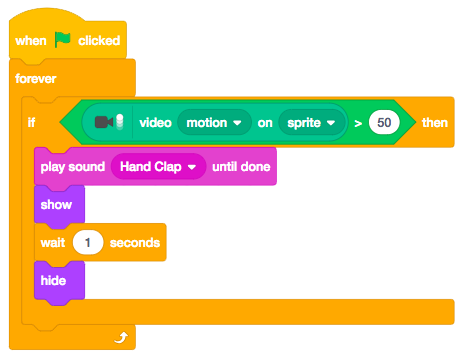 when clicked
forever
if video motion on sprite > 50 then
play sound Hand Clap until done
show
wait 1 seconds
hide